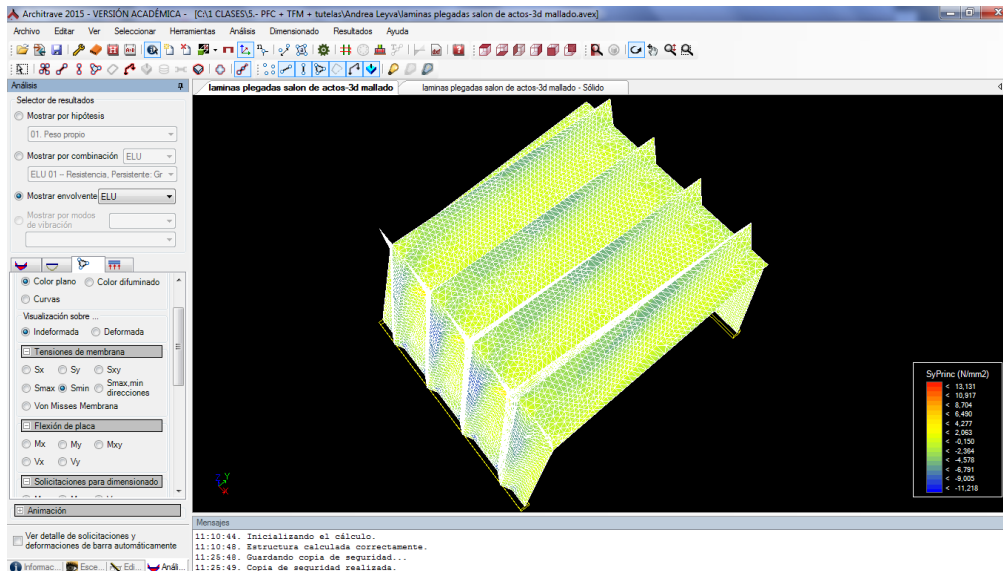 Architrave 2015 - VERSIÓN ACADÉMICA - [C:\1 CLASES\5.- PFC + TFM + tutelas\Andrea Leyva\laminas plegadas salon de actos-3d mallado.avex]
Archivo Editar Ver Seleccionar Herramientas Análisis Dimensionado Resultados Ayuda
Análisis
laminas plegadas salon de actos-3d mallado
laminas plegadas salon de actos-3d mallado - Sólido
Selector de resultados
Mostrar por hipótesis
01. Peso propio
Mostrar por combinación ELU
ELU 01 – Resistencia, Persistente: Gr
Mostrar envolvente ELU
Mostrar por modos
de vibración
Color plano Color difuminado
Curvas
Visualización sobre ...
Indeformada Deformada
Tensiones de membrana
Sx Sy Sxy
Smax Smin Smax,min
direcciones
Von Misses Membrana
Flexión de placa
Mx My Mxy
Vx Vy
Solicitaciones para dimensionado
Animación
Ver detalle de solicitaciones y
deformaciones de barra automáticamente
Informac... Esce... Edi... Análi...
SyPrinc (N/mm2)
< 13,131
< 10,917
< 8,704
< 6,490
< 4,277
< 2,063
< -0,150
< -2,364
< -4,578
< -6,791
< -9,005
< -11,218
Y
Mensajes
11:10:44. Inicializando el cálculo.
11:10:48. Estructura calculada correctamente.
11:25:48. Guardando copia de seguridad...
11:25:49. Copia de seguridad realizada.